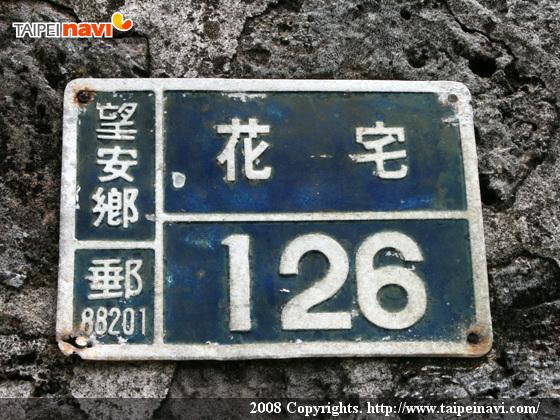 TAIPEI navi
望安鄉
花宅
郵
88201
126
2008 Copyrights. http://www.taipeinavi.com/